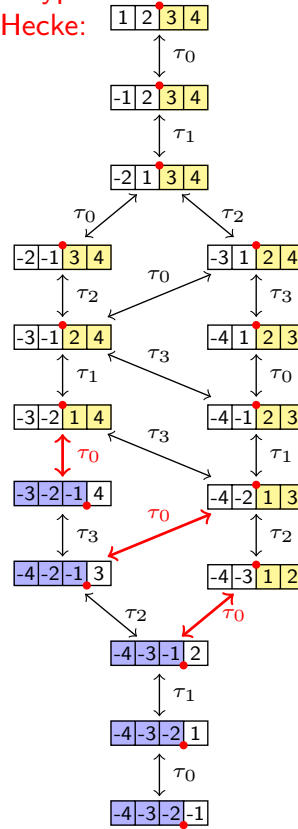 yp
Hecke:
1 2 3 4
τ0
-1 2 3 4
τ1
-2 1 3 4
τ0 τ2
-2 -1 3 4 -3 1 2 4
τ2 τ0 τ3
-3 -1 2 4 -4 1 2 3
τ1 τ3 τ0
-3 -2 1 4 -4 -1 2 3
τ0 τ3 τ1
-3 -2 -1 4 -4 -2 1 3
τ3 τ0 τ2
-4 -2 -1 3 -4 -3 1 2
τ2 τ0
-4 -3 -1 2
τ1
-4 -3 -2 1
τ0
-4 -3 -2 -1